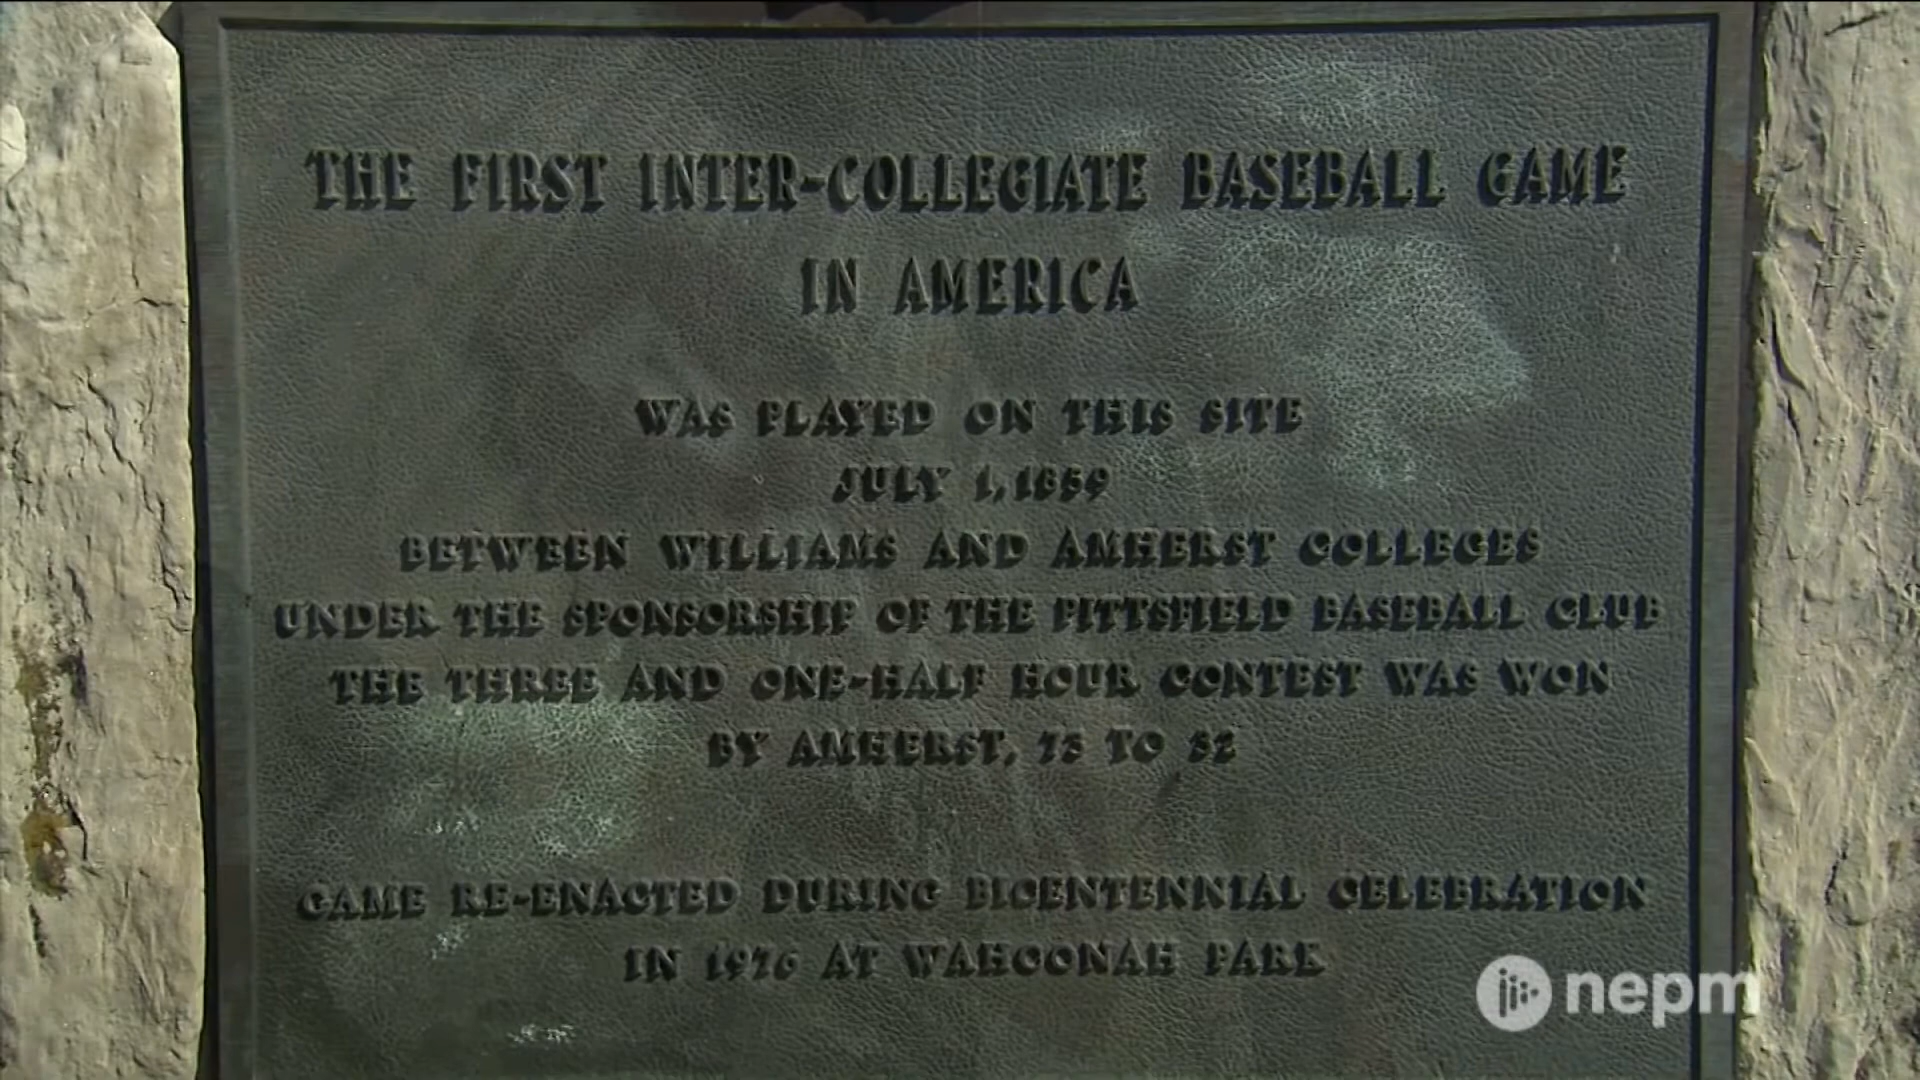 THE FIRST INTER-COLLEGIATE BASEBALL GAME
IN AMERICA
WAS PLAYED ON THIS SITE
JULY 1, 1859
BETWEEN WILLIAMS AND AMHERST COLLEGES
UNDER THE SPONSORSHIP OF THE PITTSFIELD BASEBALL CLUB
THE THREE AND ONE-HALF HOUR CONTEST WAS WON
BY AMHERST, 73 TO 32
GAME RE-ENACTED DURING BICENTENNIAL CELEBRATION
IN 1976 AT WAHCONAH PARK
nepm